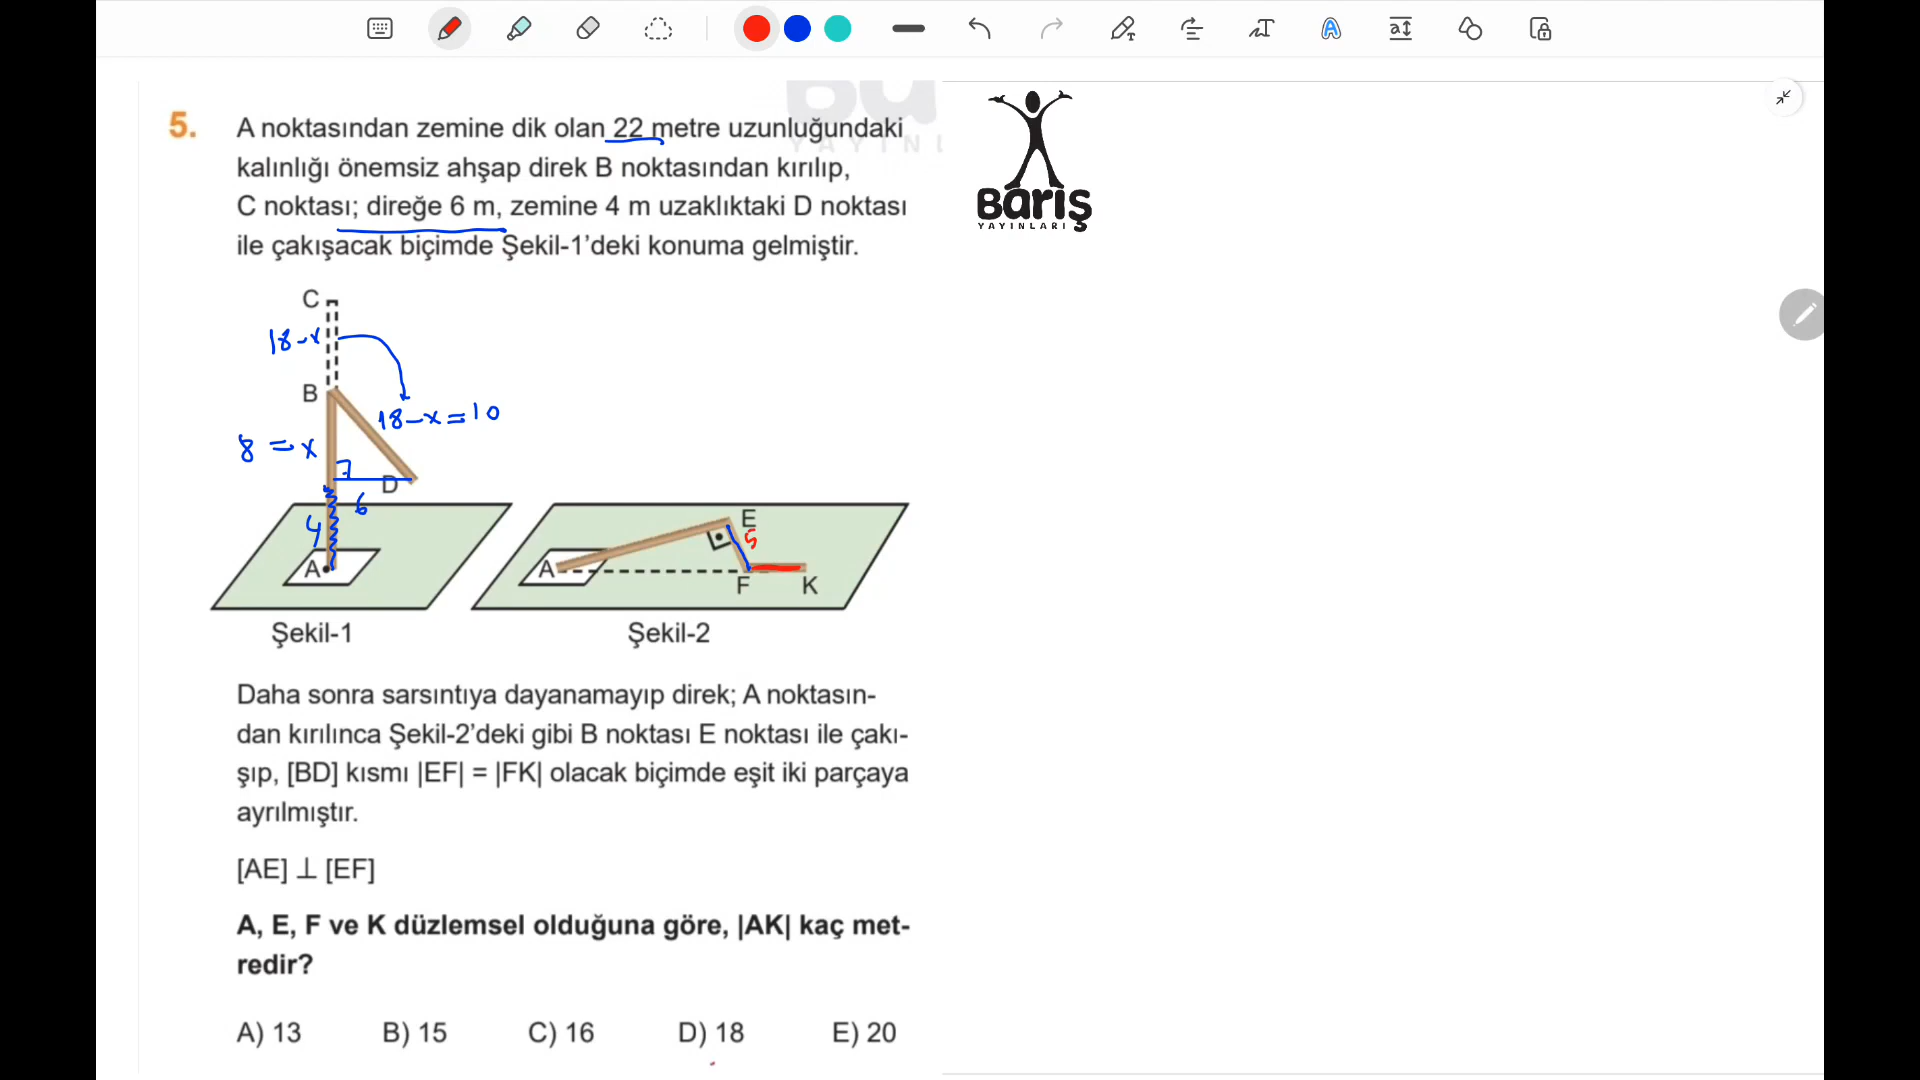 5.
A noktasından zemine dik olan 22 metre uzunluğundaki
kalınlığı önemsiz ahşap direk B noktasından kırılıp,
C noktası; direğe 6 m, zemine 4 m uzaklıktaki D noktası
ile çakışacak biçimde Şekil-1'deki konuma gelmiştir.
Barış
YAYINLARI
C
18-x
B
18-x=10
8 = x
D
6
4
A
Şekil-1
E
5
A
F
K
Şekil-2
Daha sonra sarsıntıya dayanamayıp direk; A noktasın-
dan kırılınca Şekil-2'deki gibi B noktası E noktası ile çakı-
şıp, [BD] kısmı |EF| = |FK| olacak biçimde eşit iki parçaya
ayrılmıştır.
[AE] ⊥ [EF]
A, E, F ve K düzlemsel olduğuna göre, |AK| kaç met-
redir?
A) 13 B) 15 C) 16 D) 18 E) 20